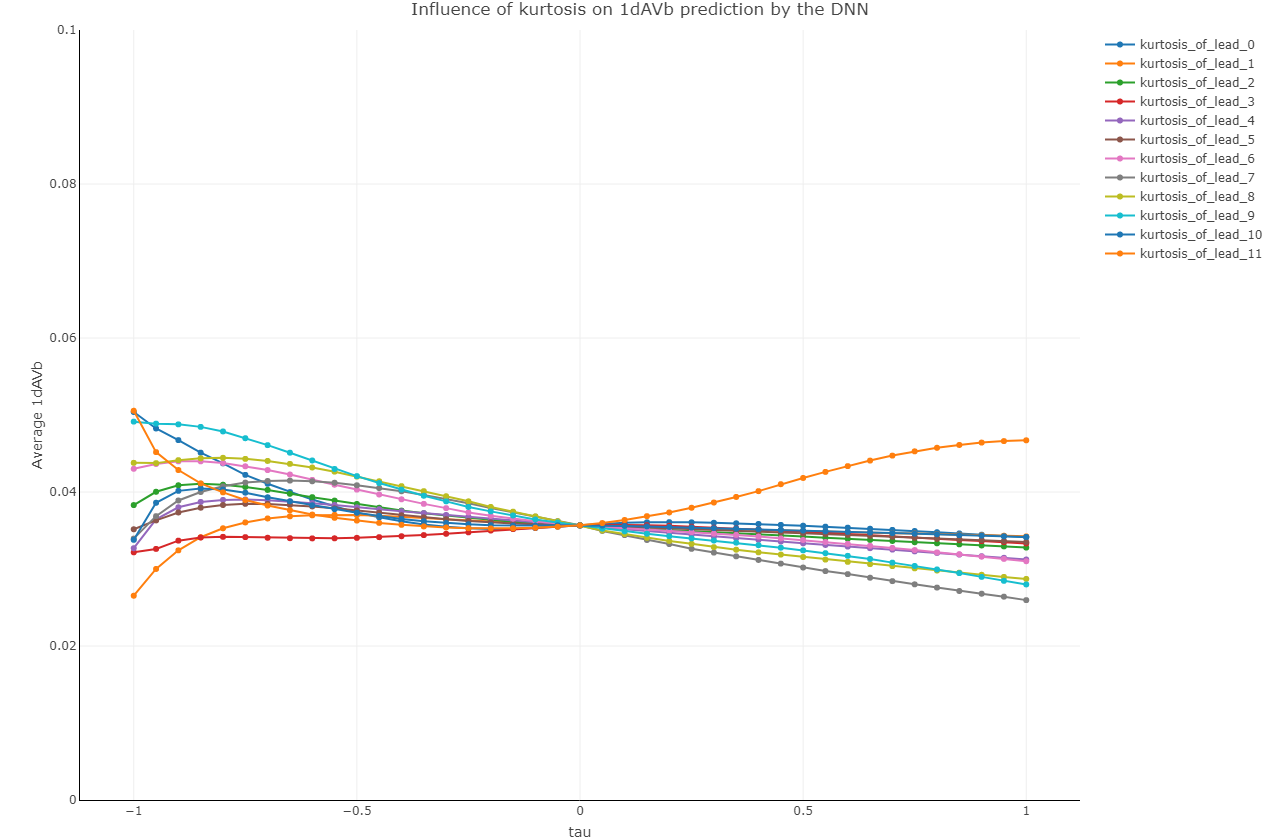 Influence of kurtosis on 1dAVb prediction by the DNN
0.1
0.08
0.06
0.04
0.02
0
Average 1dAVb
−1
−0.5
0
0.5
1
tau
kurtosis_of_lead_0
kurtosis_of_lead_1
kurtosis_of_lead_2
kurtosis_of_lead_3
kurtosis_of_lead_4
kurtosis_of_lead_5
kurtosis_of_lead_6
kurtosis_of_lead_7
kurtosis_of_lead_8
kurtosis_of_lead_9
kurtosis_of_lead_10
kurtosis_of_lead_11